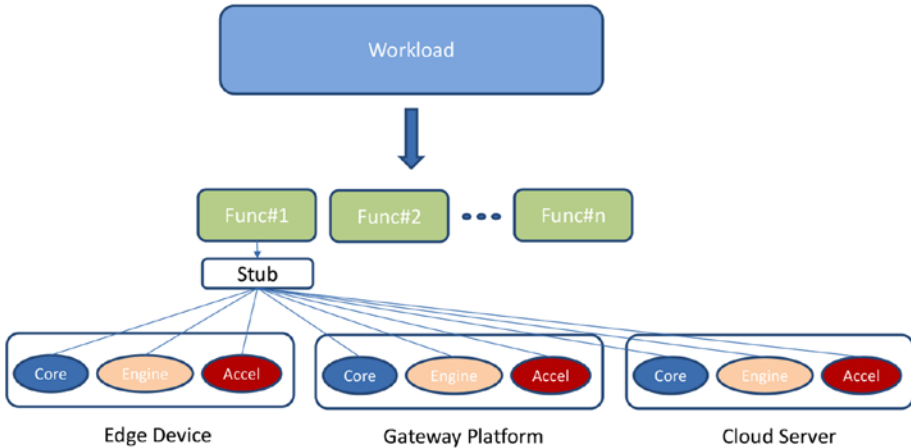 Workload
Func#1
Func#2
Func#n
Stub
Core
Engine
Accel
Core
Engine
Accel
Core
Engine
Accel
Edge Device
Gateway Platform
Cloud Server